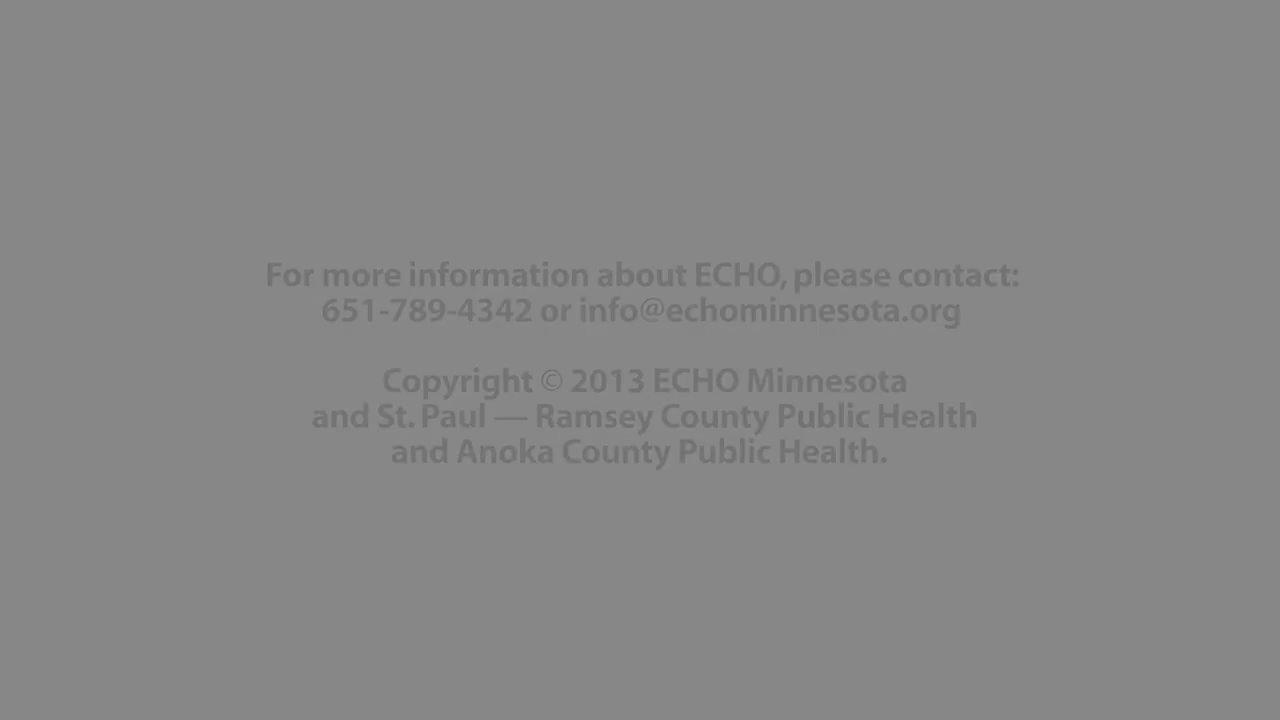 For more information about ECHO, please contact:
651-789-4342 or info@echominnesota.org
Copyright © 2013 ECHO Minnesota
and St. Paul — Ramsey County Public Health
and Anoka County Public Health.